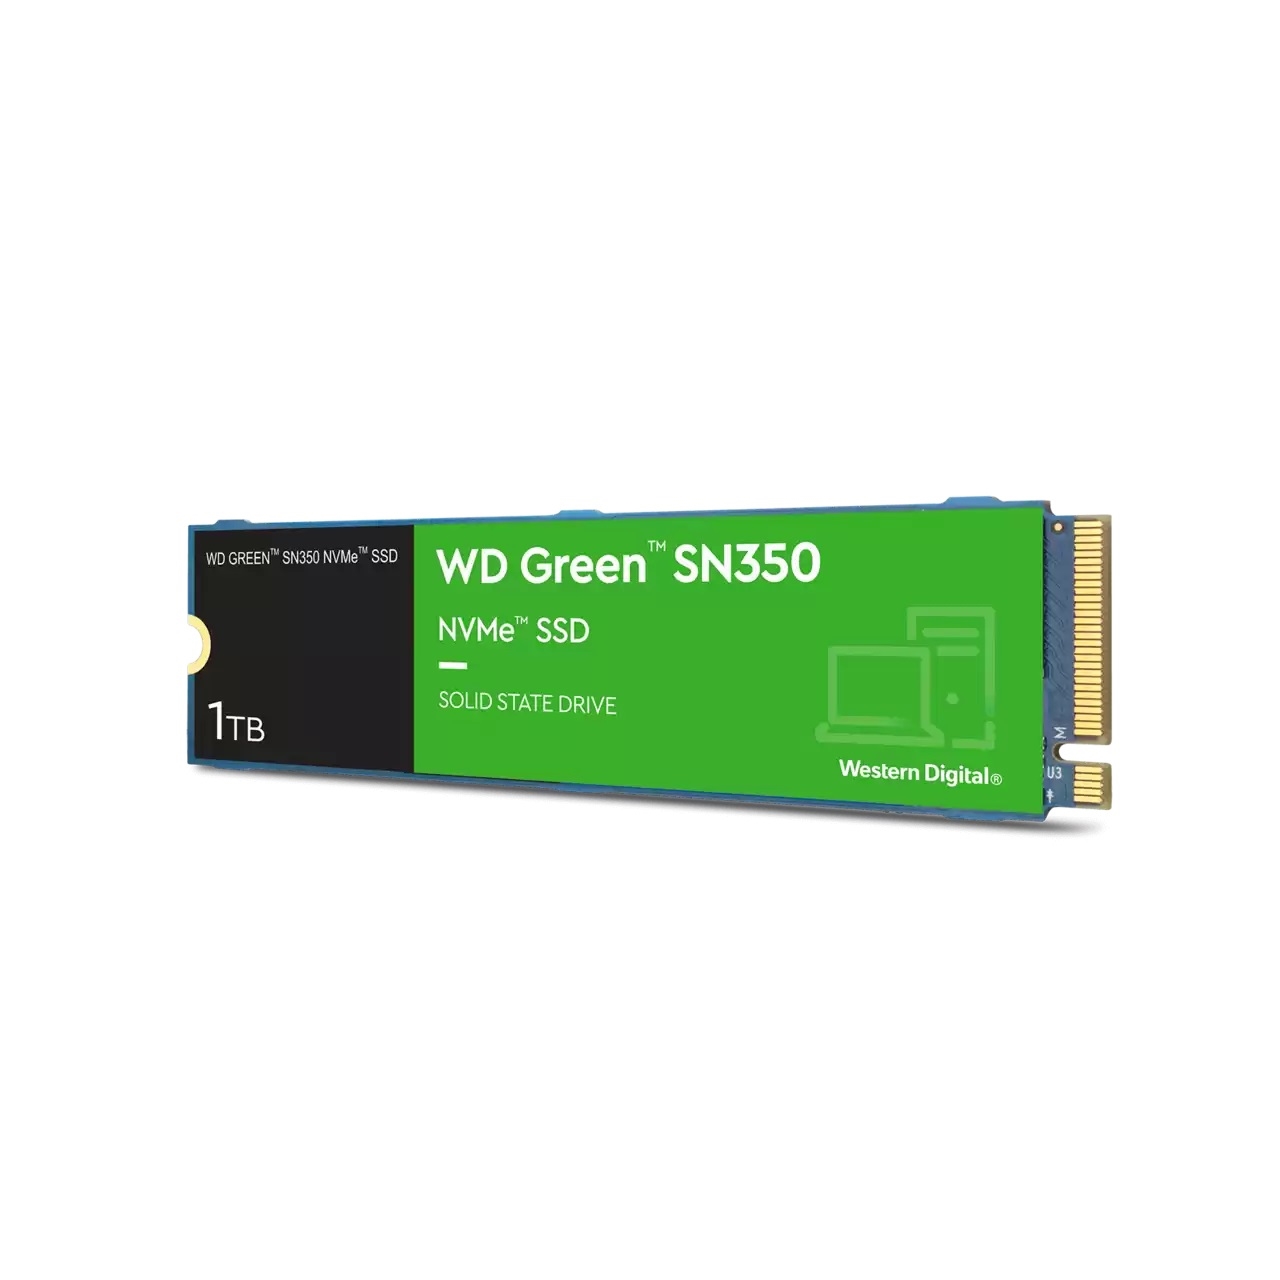 WD GREEN™ SN350 NVMe™ SSD
1TB
WD Green™ SN350
NVMe™ SSD
SOLID STATE DRIVE
Western Digital®
M
U3